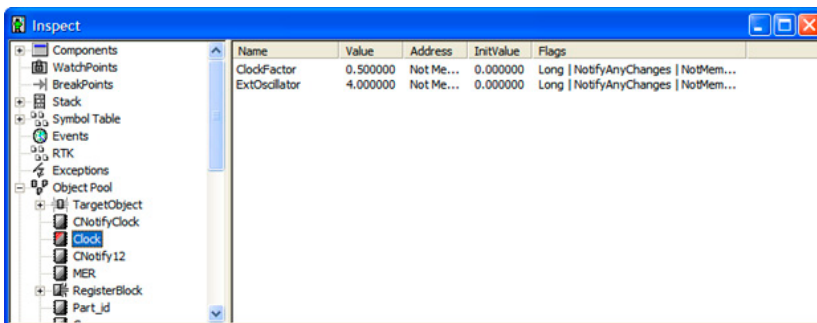 Inspect
Components
WatchPoints
BreakPoints
Stack
Symbol Table
Events
RTK
Exceptions
Object Pool
TargetObject
CNotifyClock
Clock
CNotify12
MER
RegisterBlock
Part_id
Name Value Address InitValue Flags
ClockFactor 0.500000 Not Me... 0.000000 Long | NotifyAnyChanges | NotMem...
ExtOscillator 4.000000 Not Me... 0.000000 Long | NotifyAnyChanges | NotMem...